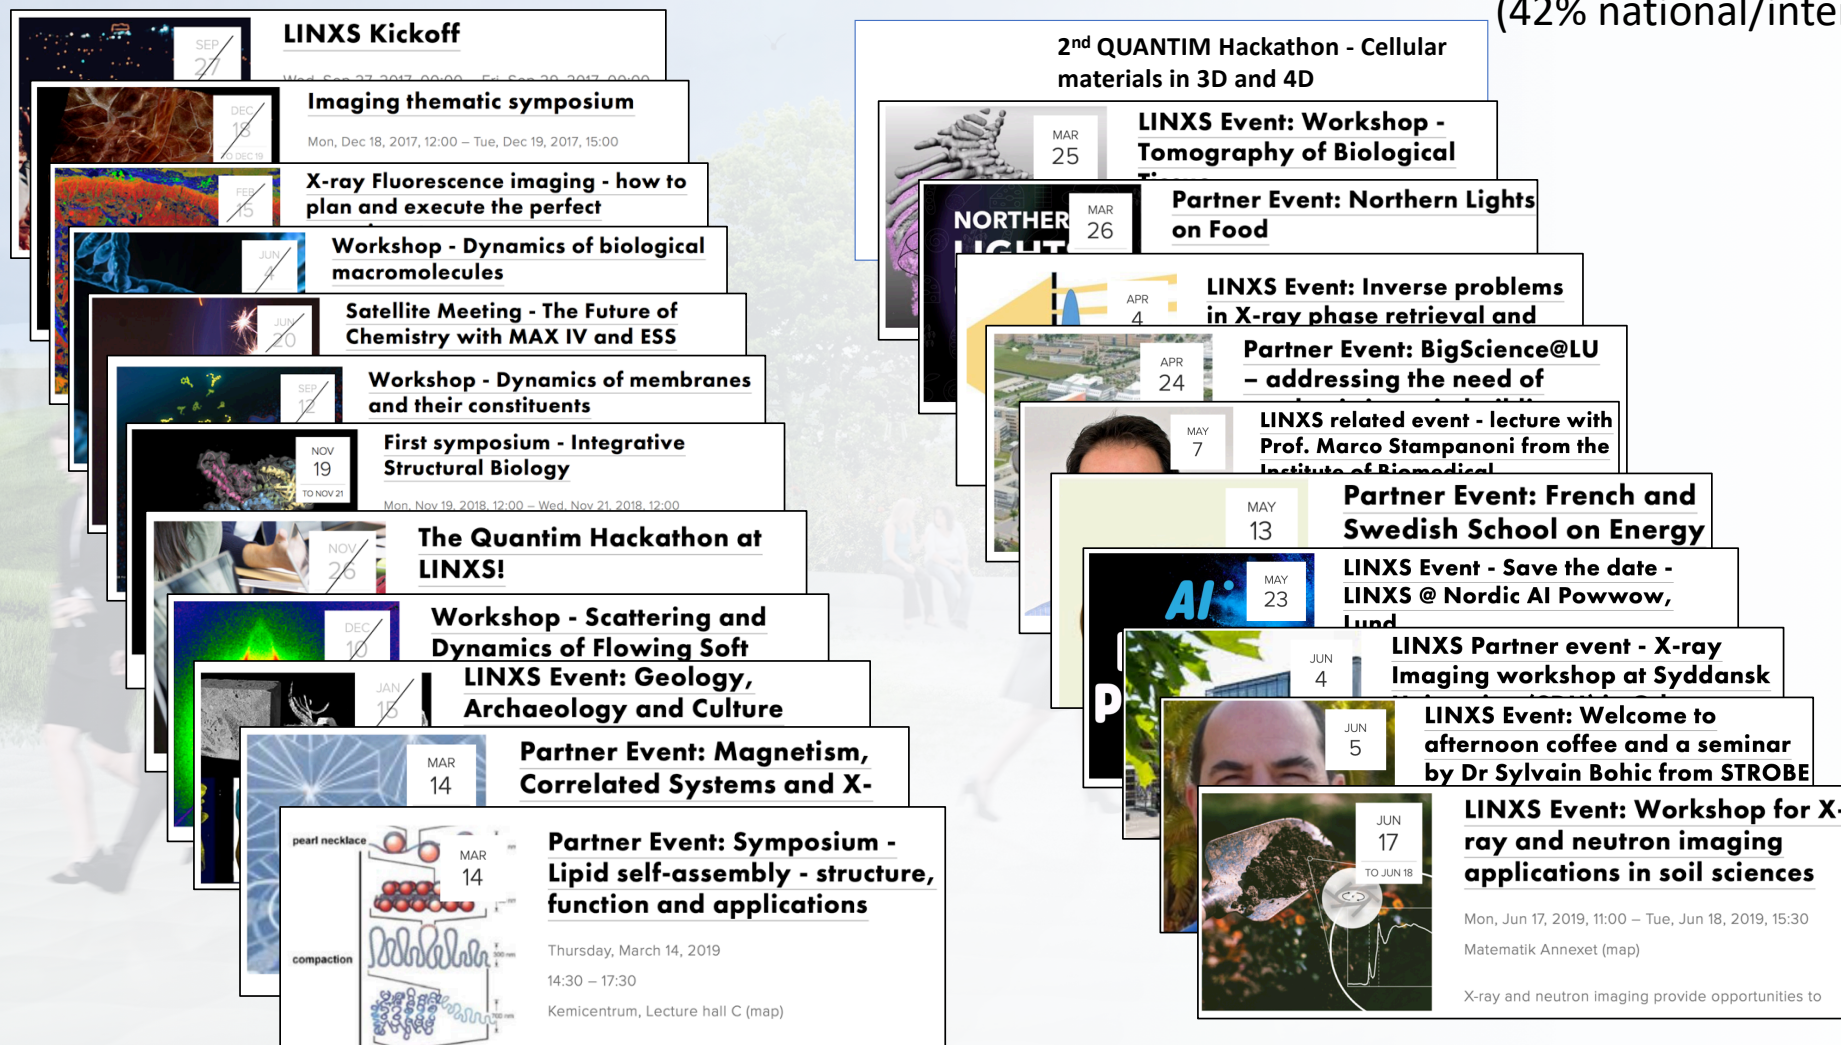 (42% national/inter
SEP
27
LINXS Kickoff
Wed, Sep 27, 2017, 00:00 – Fri, Sep 29, 2017, 00:00
DEC
18
TO DEC 19
Imaging thematic symposium
Mon, Dec 18, 2017, 12:00 – Tue, Dec 19, 2017, 15:00
FEB
15
X-ray Fluorescence imaging - how to
plan and execute the perfect
JUN
4
Workshop - Dynamics of biological
macromolecules
JUN
20
Satellite Meeting - The Future of
Chemistry with MAX IV and ESS
SEP
12
Workshop - Dynamics of membranes
and their constituents
NOV
19
TO NOV 21
First symposium - Integrative
Structural Biology
Mon, Nov 19, 2018, 12:00 – Wed, Nov 21, 2018, 12:00
NOV
26
The Quantim Hackathon at
LINXS!
DEC
10
Workshop - Scattering and
Dynamics of Flowing Soft
JAN
15
LINXS Event: Geology,
Archaeology and Culture
MAR
14
Partner Event: Magnetism,
Correlated Systems and X-
pearl necklace
compaction
300 nm
700 nm
MAR
14
Partner Event: Symposium -
Lipid self-assembly - structure,
function and applications
Thursday, March 14, 2019
14:30 – 17:30
Kemicentrum, Lecture hall C (map)
2nd QUANTIM Hackathon - Cellular
materials in 3D and 4D
MAR
25
LINXS Event: Workshop -
Tomography of Biological
Tissue
NORTHER
LIGHTS
MAR
26
Partner Event: Northern Lights
on Food
APR
4
LINXS Event: Inverse problems
in X-ray phase retrieval and
APR
24
Partner Event: BigScience@LU
– addressing the need of
MAY
7
LINXS related event - lecture with
Prof. Marco Stampanoni from the
Institute of Biomedical
MAY
13
Partner Event: French and
Swedish School on Energy
AI
P
MAY
23
LINXS Event - Save the date -
LINXS @ Nordic AI Powwow,
Lund
JUN
4
LINXS Partner event - X-ray
Imaging workshop at Syddansk
JUN
5
LINXS Event: Welcome to
afternoon coffee and a seminar
by Dr Sylvain Bohic from STROBE
JUN
17
TO JUN 18
LINXS Event: Workshop for X-
ray and neutron imaging
applications in soil sciences
Mon, Jun 17, 2019, 11:00 – Tue, Jun 18, 2019, 15:30
Matematik Annexet (map)
X-ray and neutron imaging provide opportunities to